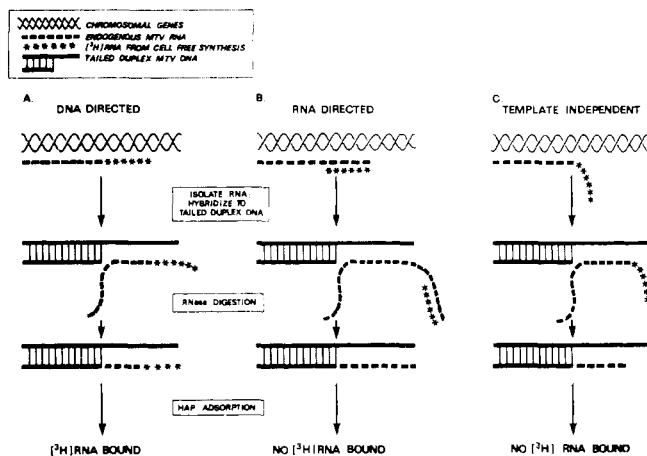 CHROMOSOMAL GENES
ENDOGENOUS MTV RNA
[³H]RNA FROM CELL FREE SYNTHESIS
TAILED DUPLEX MTV DNA
A.
DNA DIRECTED
B.
RNA DIRECTED
C.
TEMPLATE INDEPENDENT
ISOLATE RNA
HYBRIDIZE TO
TAILED DUPLEX DNA
RNase DIGESTION
HAP ADSORPTION
[³H]RNA BOUND
NO [³H]RNA BOUND
NO [³H] RNA BOUND